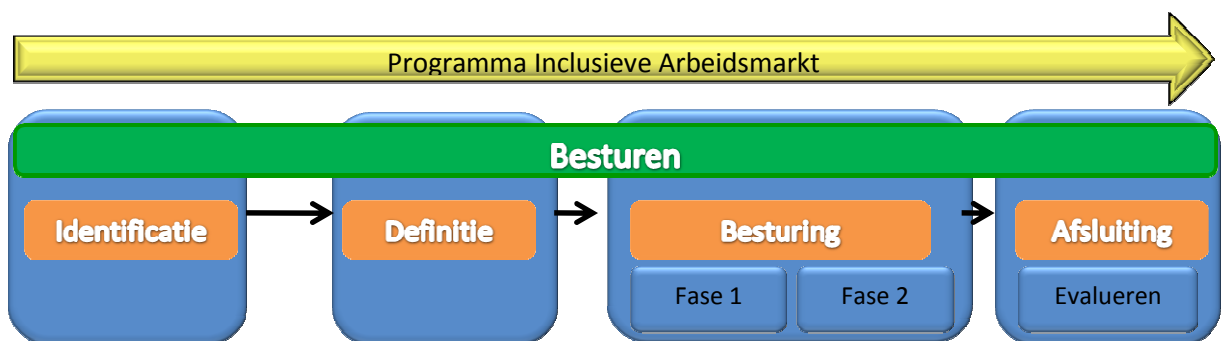 Programma Inclusieve Arbeidsmarkt
Besturen
Identificatie
Definitie
Besturing
Afsluiting
Fase 1
Fase 2
Evalueren